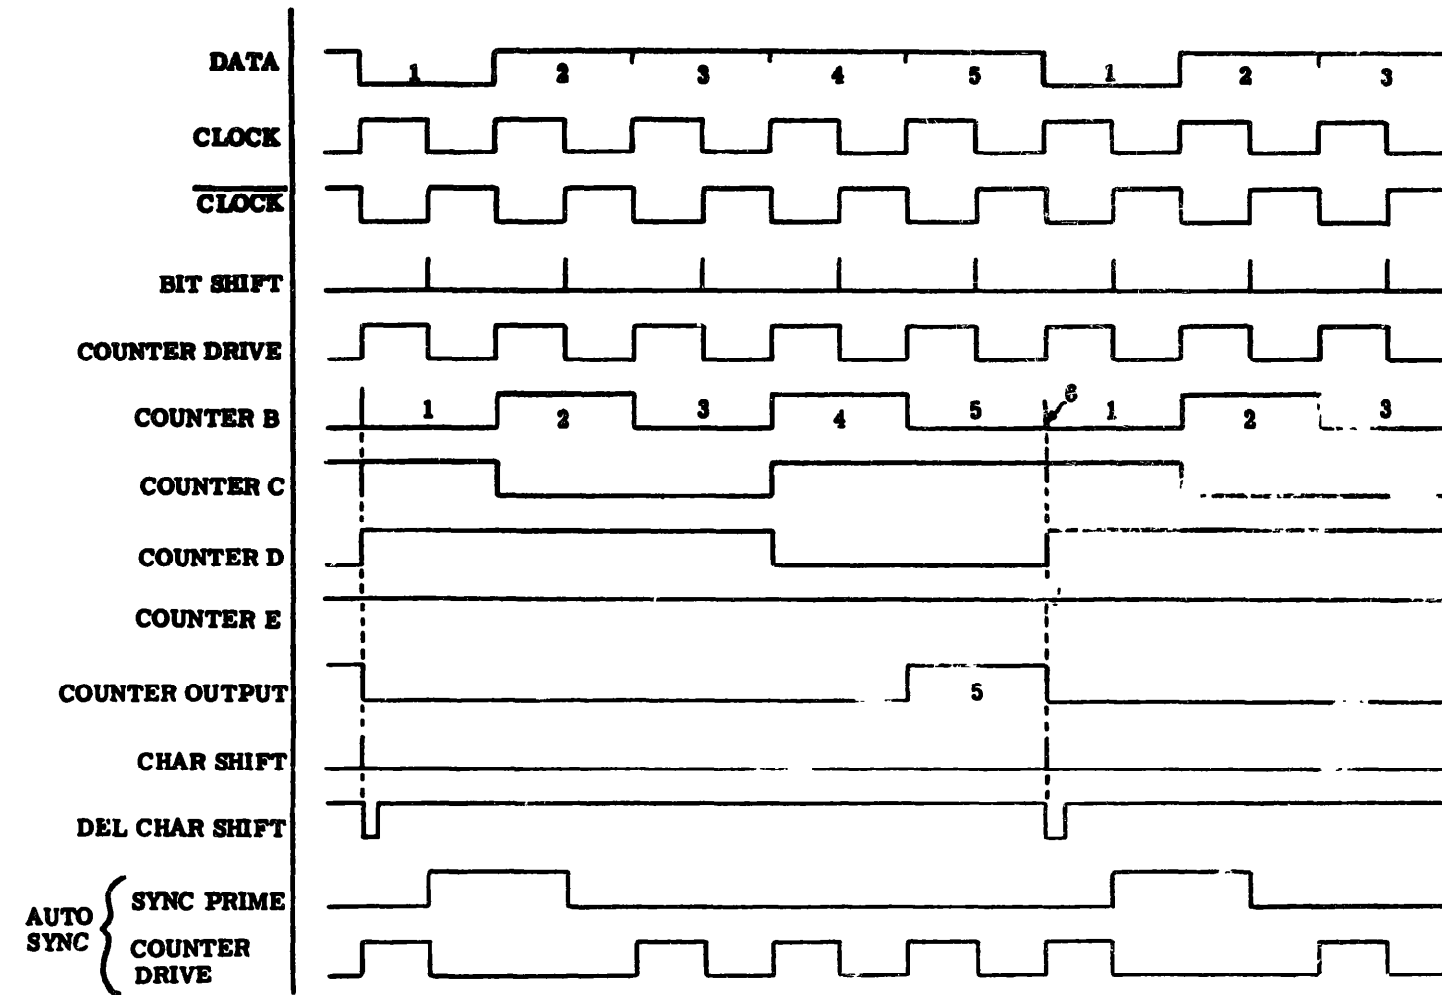 DATA
1 2 3 4 5 1 2 3
CLOCK
CLOCK
BIT SHIFT
COUNTER DRIVE
COUNTER B
1 2 3 4 5 1 2 3
COUNTER C
COUNTER D
COUNTER E
COUNTER OUTPUT
5
CHAR SHIFT
DEL CHAR SHIFT
AUTO
SYNC
SYNC PRIME
COUNTER
DRIVE